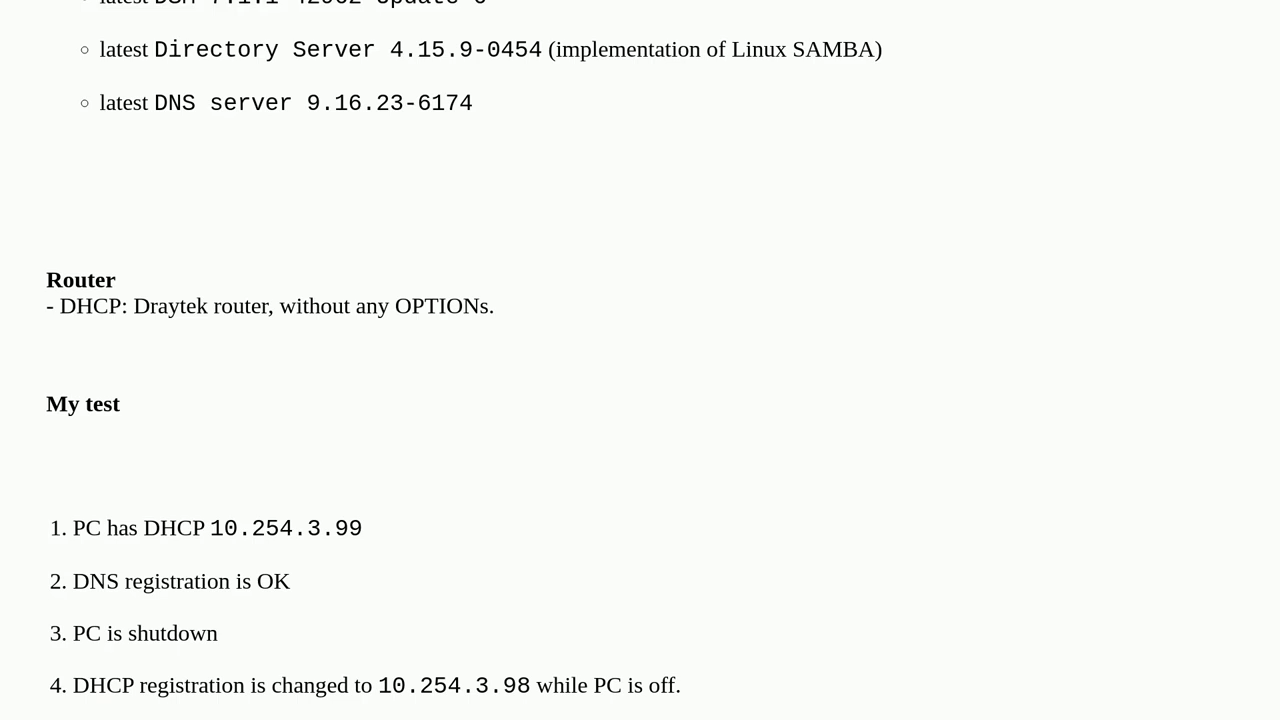 latest Directory Server 4.15.9-0454 (implementation of Linux SAMBA)
latest DNS server 9.16.23-6174
Router
- DHCP: Draytek router, without any OPTIONs.
My test
1. PC has DHCP 10.254.3.99
2. DNS registration is OK
3. PC is shutdown
4. DHCP registration is changed to 10.254.3.98 while PC is off.